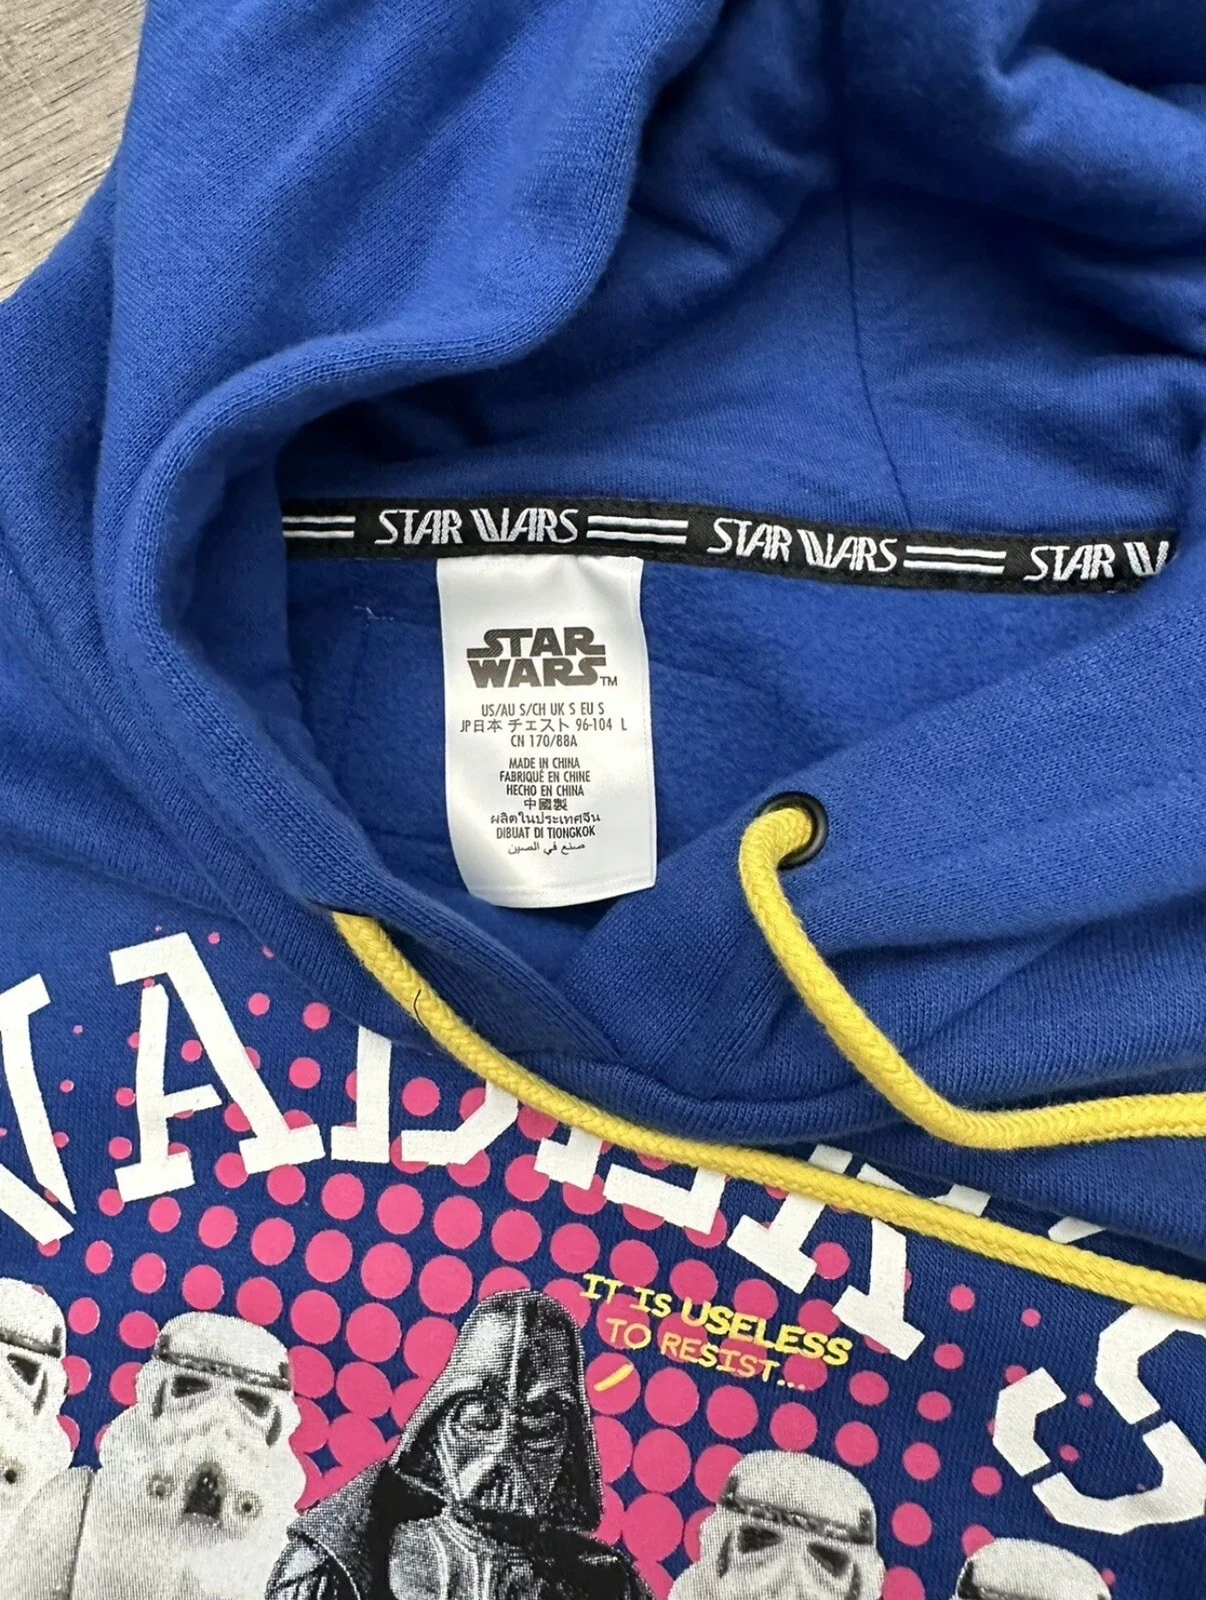 STAR WARS STAR WARS STAR W
STAR
WARS™
US/AU S/CH UK S EU S
JP日本 チェスト 96-104 L
CN 170/88A
MADE IN CHINA
FABRIQUÉ EN CHINE
HECHO EN CHINA
中國製
ผลิตในประเทศจีน
DIBUAT DI TIONGKOK
صنع في الصين
VADER'S
IT IS USELESS
TO RESIST...